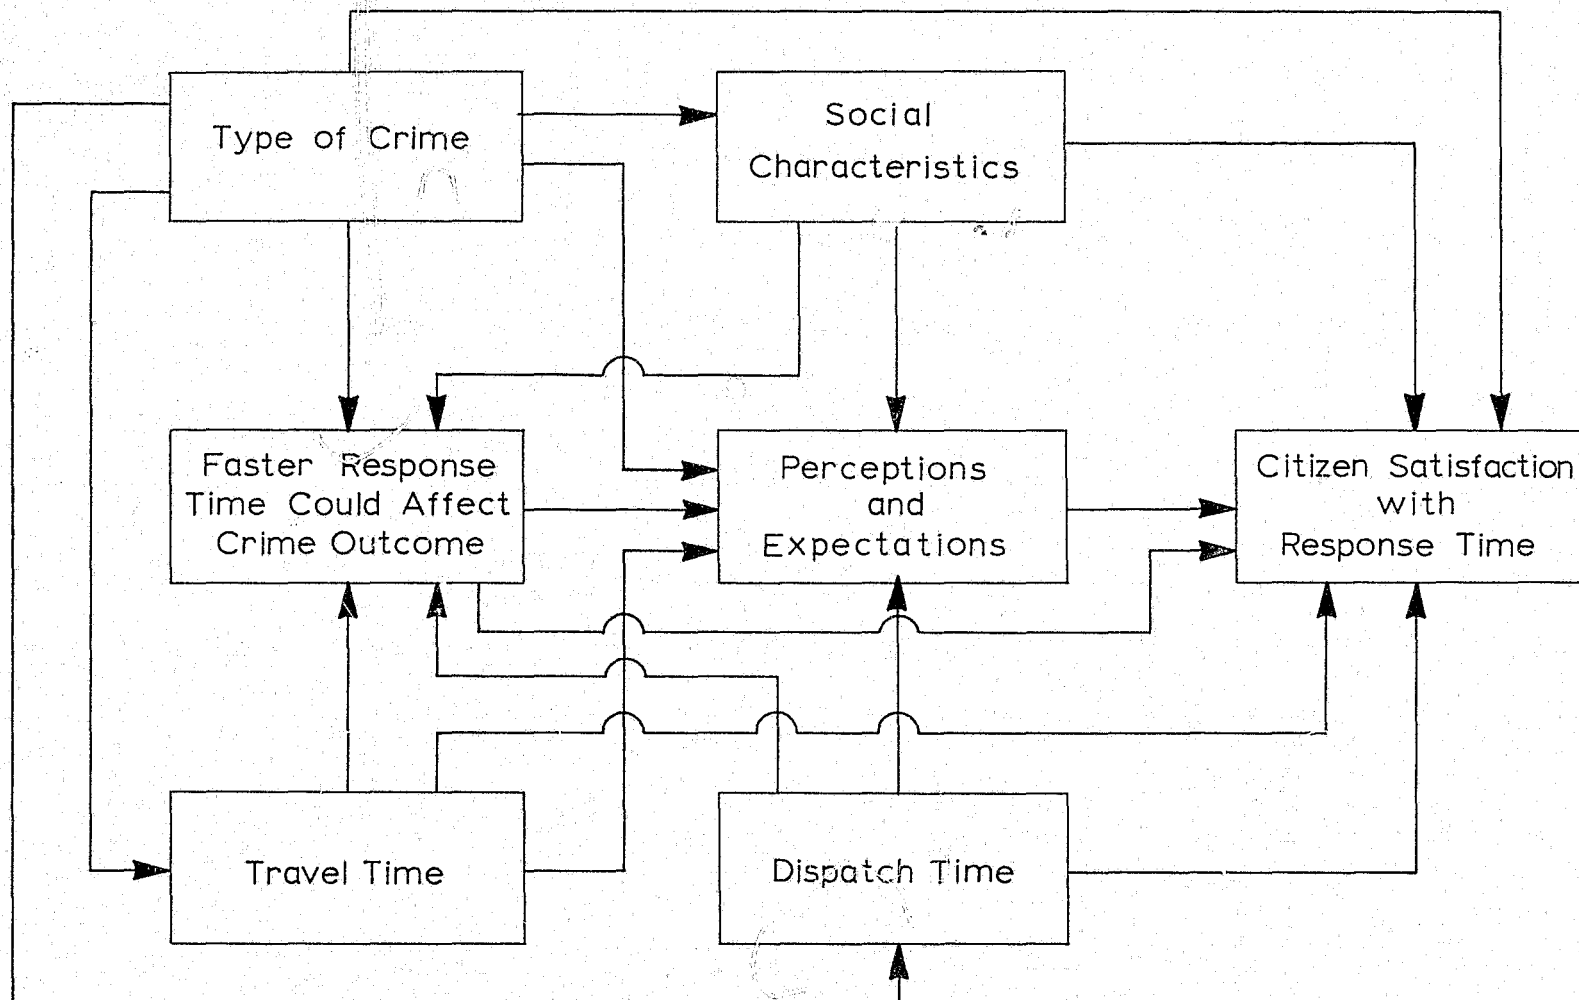 Type of Crime
Social
Characteristics
Faster Response
Time Could Affect
Crime Outcome
Perceptions
and
Expectations
Citizen Satisfaction
with
Response Time
Travel Time
Dispatch Time